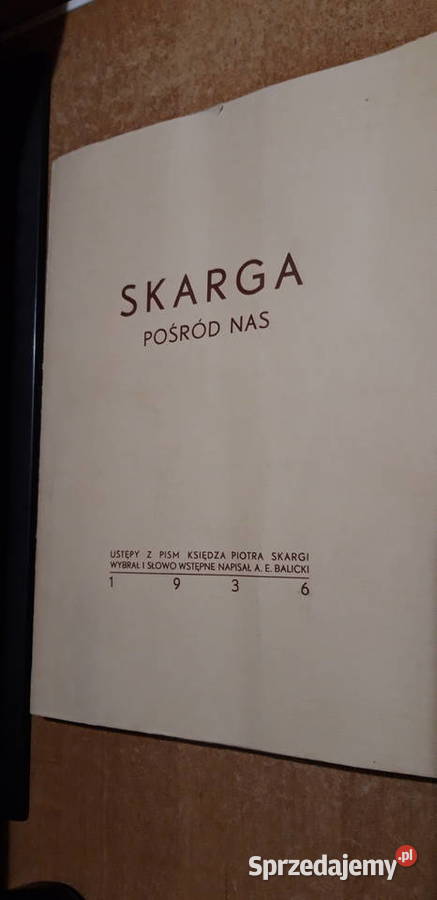 SKARGA
POŚRÓD NAS
USTĘPY Z PISM KSIĘDZA PIOTRA SKARGI
WYBRAŁ I SŁOWO WSTĘPNE NAPISAŁ A. E. BALICKI
1 9 3 6
Sprzedajemy.pl